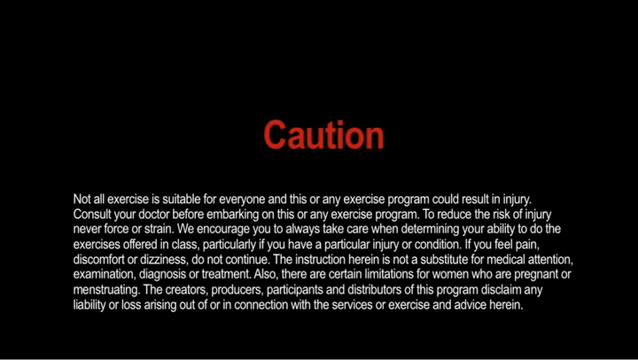 Caution
Not all exercise is suitable for everyone and this or any exercise program could result in injury.
Consult your doctor before embarking on this or any exercise program. To reduce the risk of injury
never force or strain. We encourage you to always take care when determining your ability to do the
exercises offered in class, particularly if you have a particular injury or condition. If you feel pain,
discomfort or dizziness, do not continue. The instruction herein is not a substitute for medical attention,
examination, diagnosis or treatment. Also, there are certain limitations for women who are pregnant or
menstruating. The creators, producers, participants and distributors of this program disclaim any
liability or loss arising out of or in connection with the services or exercise and advice herein.